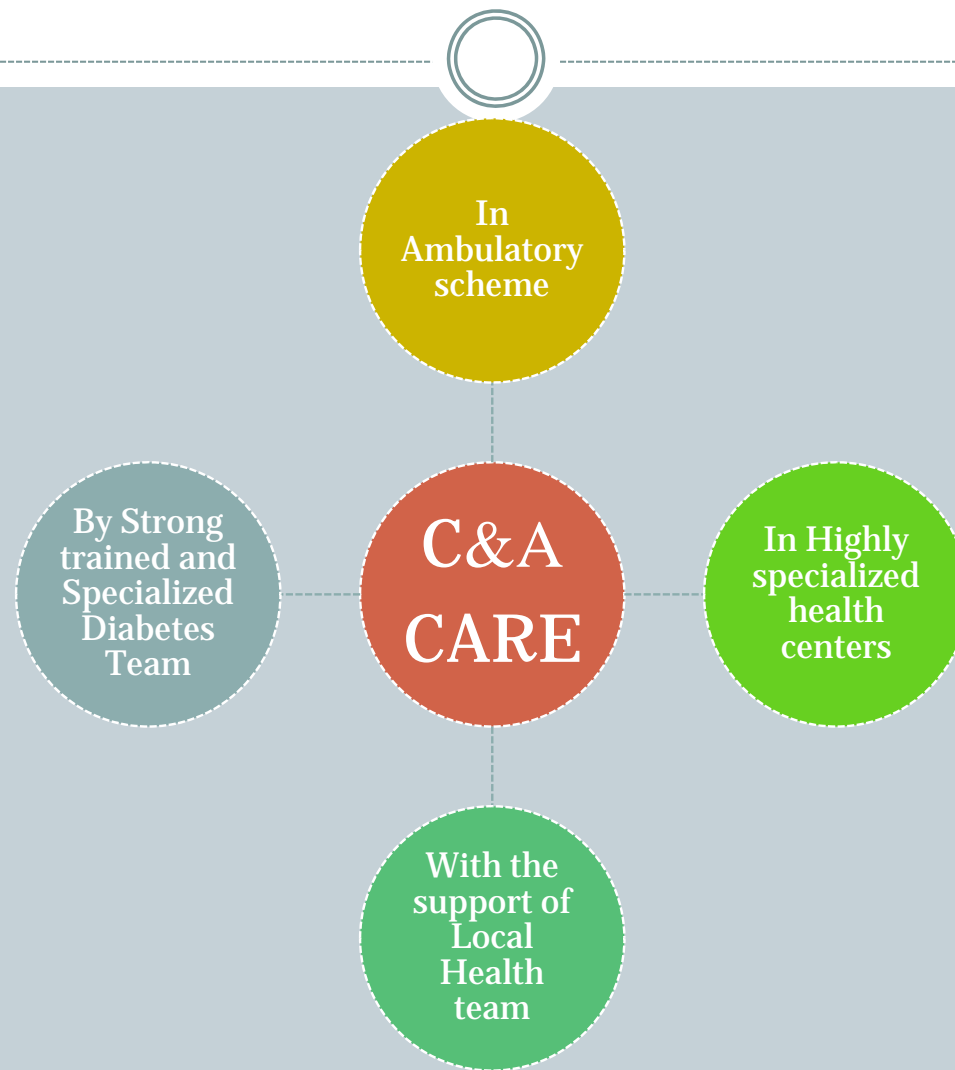 In
Ambulatory
scheme
By Strong
trained and
Specialized
Diabetes
Team
C&A
CARE
In Highly
specialized
health
centers
With the
support of
Local
Health
team